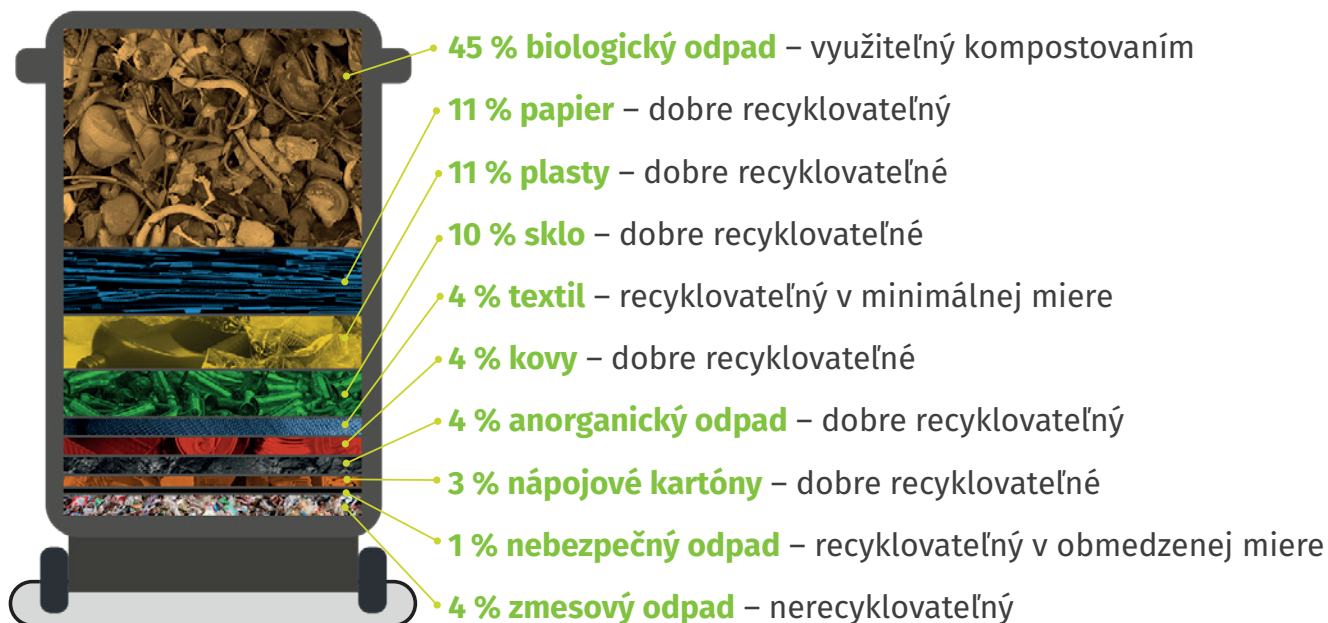 45 % biologický odpad – využiteľný kompostovaním
11 % papier – dobre recyklovateľný
11 % plasty – dobre recyklovateľné
10 % sklo – dobre recyklovateľné
4 % textil – recyklovateľný v minimálnej miere
4 % kovy – dobre recyklovateľné
4 % anorganický odpad – dobre recyklovateľný
3 % nápojové kartóny – dobre recyklovateľné
1 % nebezpečný odpad – recyklovateľný v obmedzenej miere
4 % zmesový odpad – nerecyklovateľný